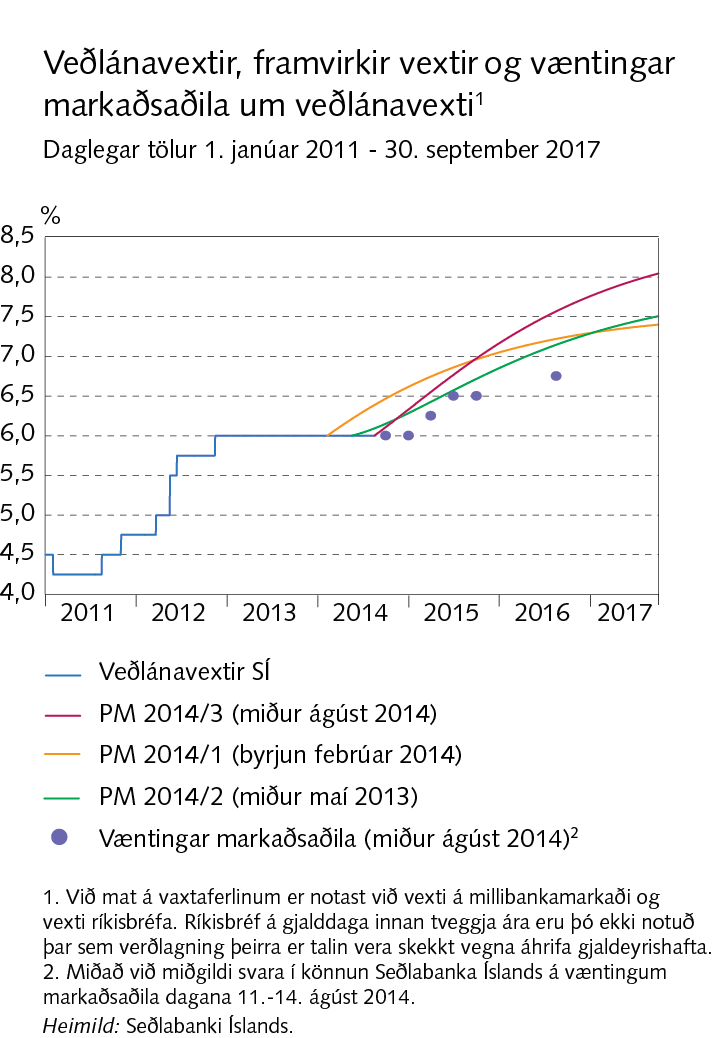 Veðlánavextir, framvirkir vextir og væntingar
markaðsaðila um veðlánavexti¹
Daglegar tölur 1. janúar 2011 - 30. september 2017
%
8,5
8,0
7,5
7,0
6,5
6,0
5,5
5,0
4,5
4,0
2011 2012 2013 2014 2015 2016 2017
Veðlánavextir SÍ
PM 2014/3 (miður ágúst 2014)
PM 2014/1 (byrjun febrúar 2014)
PM 2014/2 (miður maí 2013)
Væntingar markaðsaðila (miður ágúst 2014)²
1. Við mat á vaxtaferlinum er notast við vexti á millibankamarkaði og
vexti ríkisbréfa. Ríkisbréf á gjalddaga innan tveggja ára eru þó ekki notuð
þar sem verðlagning þeirra er talin vera skekkt vegna áhrifa gjaldeyrishafta.
2. Miðað við miðgildi svara í könnun Seðlabanka Íslands á væntingum
markaðsaðila dagana 11.-14. ágúst 2014.
Heimild: Seðlabanki Íslands.